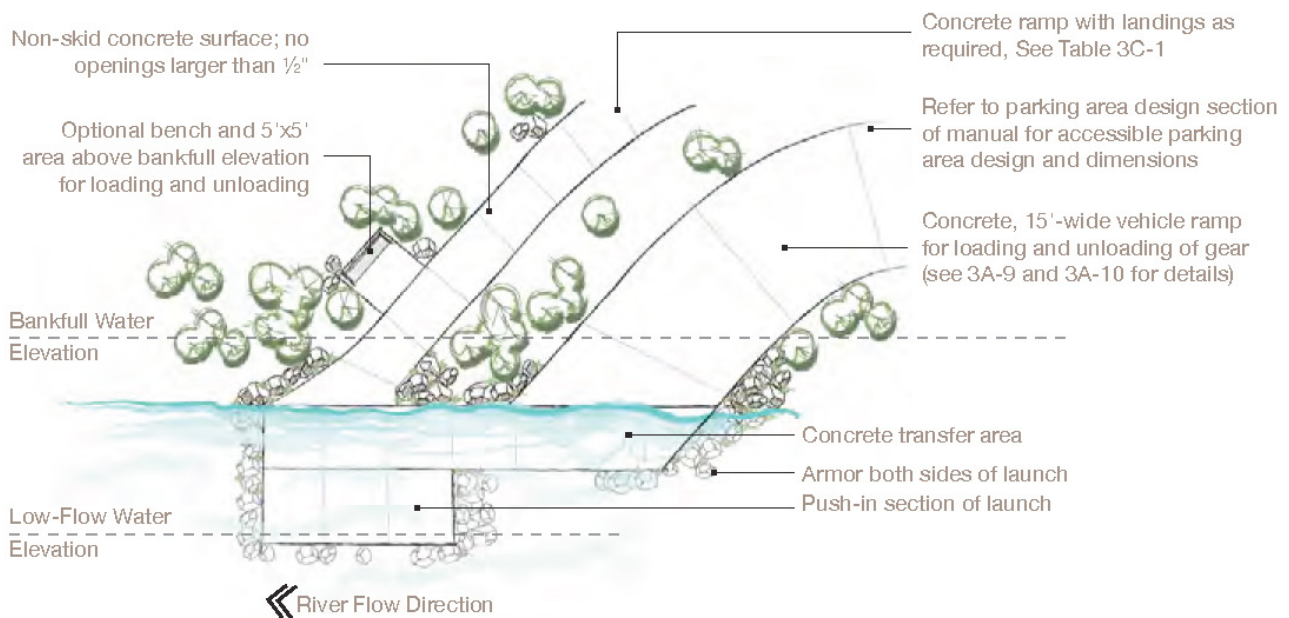 Non-skid concrete surface; no
openings larger than ½"
Optional bench and 5'x5'
area above bankfull elevation
for loading and unloading
Bankfull Water
Elevation
Low-Flow Water
Elevation
River Flow Direction
Concrete ramp with landings as
required, See Table 3C-1
Refer to parking area design section
of manual for accessible parking
area design and dimensions
Concrete, 15'-wide vehicle ramp
for loading and unloading of gear
(see 3A-9 and 3A-10 for details)
Concrete transfer area
Armor both sides of launch
Push-in section of launch